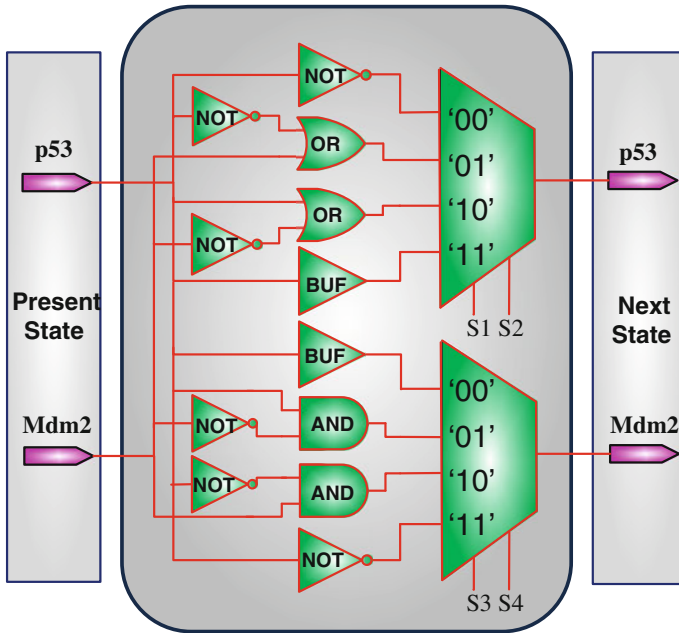 p53
Present
State
Mdm2
NOT
NOT
OR
OR
NOT
BUF
BUF
NOT
AND
NOT
AND
NOT
‘00’
‘01’
‘10’
‘11’
S1 S2
‘00’
‘01’
‘10’
‘11’
S3 S4
p53
Next
State
Mdm2